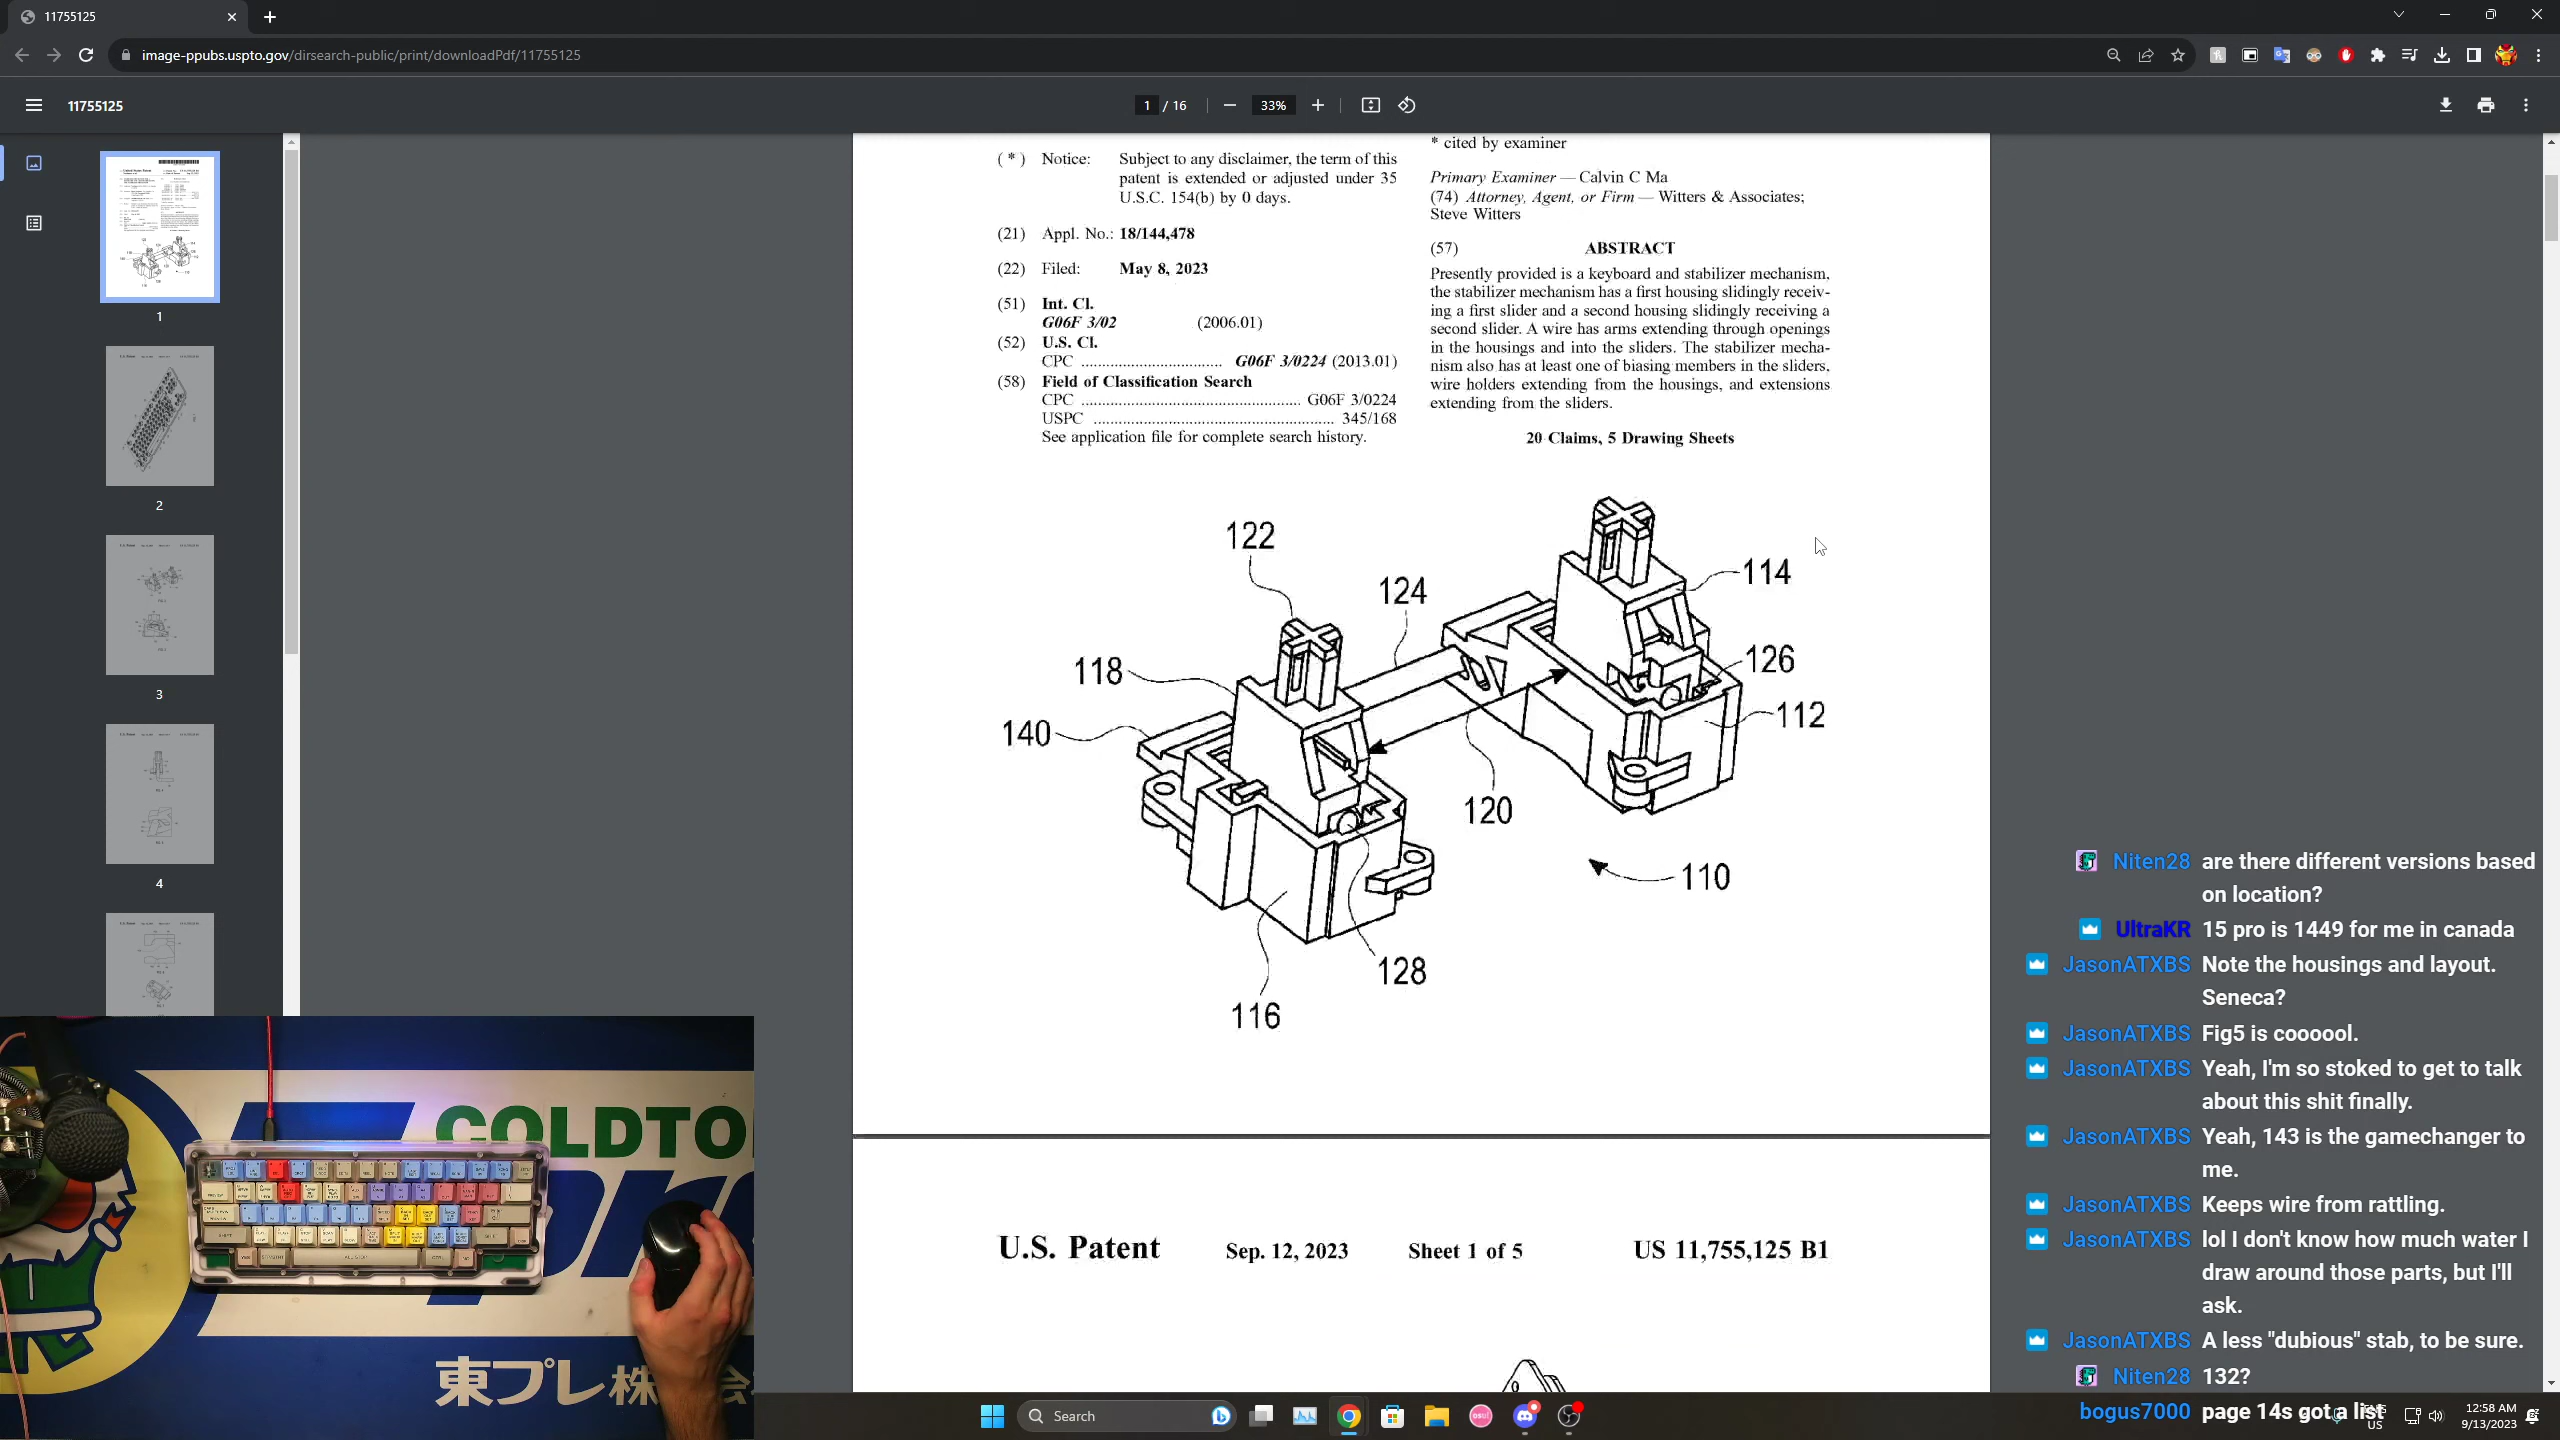 11755125
image-ppubs.uspto.gov/dirsearch-public/print/downloadPdf/11755125
11755125
1 / 16
33%
1
2
3
4
( * ) Notice: Subject to any disclaimer, the term of this
patent is extended or adjusted under 35
U.S.C. 154(b) by 0 days.
(21) Appl. No.: 18/144,478
(22) Filed: May 8, 2023
(51) Int. Cl.
G06F 3/02 (2006.01)
(52) U.S. Cl.
CPC .................................. G06F 3/0224 (2013.01)
(58) Field of Classification Search
CPC .................................................... G06F 3/0224
USPC ......................................................... 345/168
See application file for complete search history.
* cited by examiner
Primary Examiner — Calvin C Ma
(74) Attorney, Agent, or Firm — Witters & Associates;
Steve Witters
(57) ABSTRACT
Presently provided is a keyboard and stabilizer mechanism,
the stabilizer mechanism has a first housing slidingly receiv-
ing a first slider and a second housing slidingly receiving a
second slider. A wire has arms extending through openings
in the housings and into the sliders. The stabilizer mecha-
nism also has at least one of biasing members in the sliders,
wire holders extending from the housings, and extensions
extending from the sliders.
20 Claims, 5 Drawing Sheets
122
124
114
118
126
140
112
120
110
128
116
U.S. Patent Sep. 12, 2023 Sheet 1 of 5 US 11,755,125 B1
Niten28 are there different versions based
on location?
UltraKR 15 pro is 1449 for me in canada
JasonATXBS Note the housings and layout.
Seneca?
JasonATXBS Fig5 is coooool.
JasonATXBS Yeah, I'm so stoked to get to talk
about this shit finally.
JasonATXBS Yeah, 143 is the gamechanger to
me.
JasonATXBS Keeps wire from rattling.
JasonATXBS lol I don't know how much water I
draw around those parts, but I'll
ask.
JasonATXBS A less "dubious" stab, to be sure.
Niten28 132?
bogus7000 page 14s got a list
COLDTO
東プレ株
Search
US
12:58 AM
9/13/2023